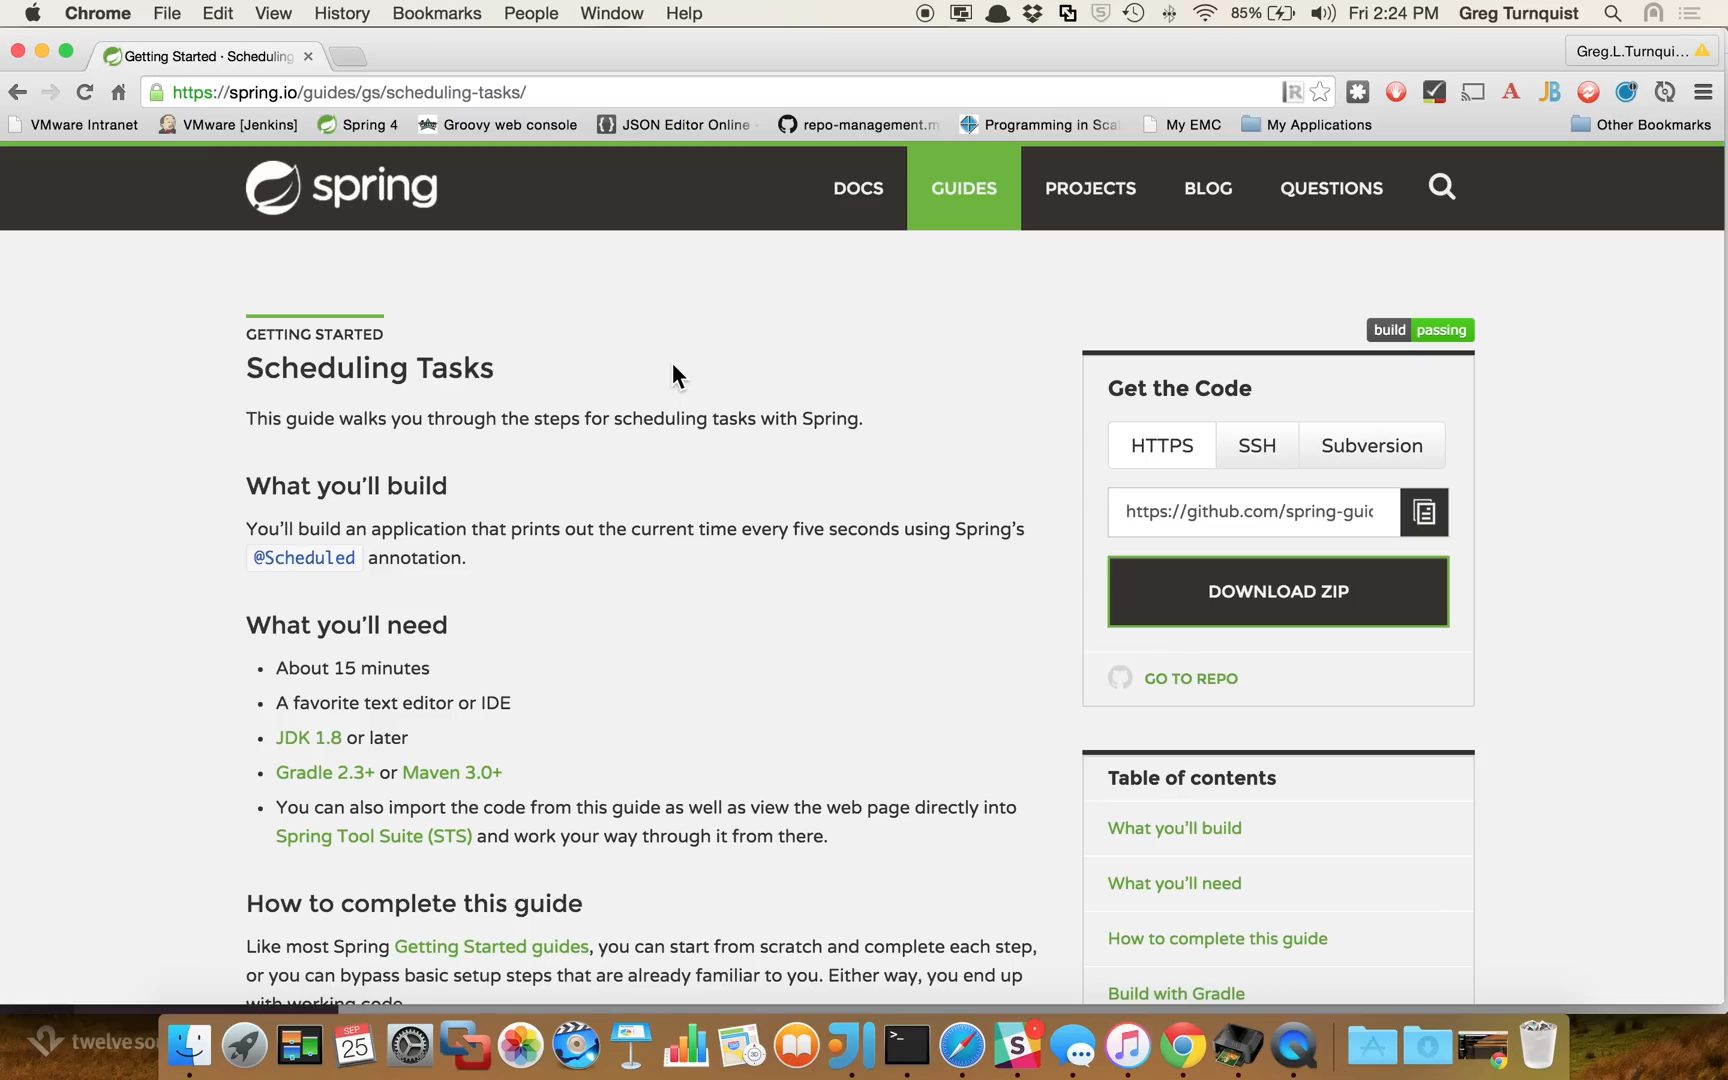 Chrome File Edit View History Bookmarks People Window Help 85% Fri 2:24 PM Greg Turnquist
Getting Started · Scheduling
Greg.L.Turnqui...
https://spring.io/guides/gs/scheduling-tasks/
VMware Intranet VMware [Jenkins] Spring 4 Groovy web console JSON Editor Online repo-management.m Programming in Sca My EMC My Applications Other Bookmarks
spring DOCS GUIDES PROJECTS BLOG QUESTIONS
GETTING STARTED
Scheduling Tasks
This guide walks you through the steps for scheduling tasks with Spring.
What you'll build
You'll build an application that prints out the current time every five seconds using Spring's
@Scheduled annotation.
What you'll need
• About 15 minutes
• A favorite text editor or IDE
• JDK 1.8 or later
• Gradle 2.3+ or Maven 3.0+
• You can also import the code from this guide as well as view the web page directly into
Spring Tool Suite (STS) and work your way through it from there.
How to complete this guide
Like most Spring Getting Started guides, you can start from scratch and complete each step,
or you can bypass basic setup steps that are already familiar to you. Either way, you end up
with working code.
build passing
Get the Code
HTTPS SSH Subversion
https://github.com/spring-guid
DOWNLOAD ZIP
GO TO REPO
Table of contents
What you'll build
What you'll need
How to complete this guide
Build with Gradle
twelveso
SEP
25